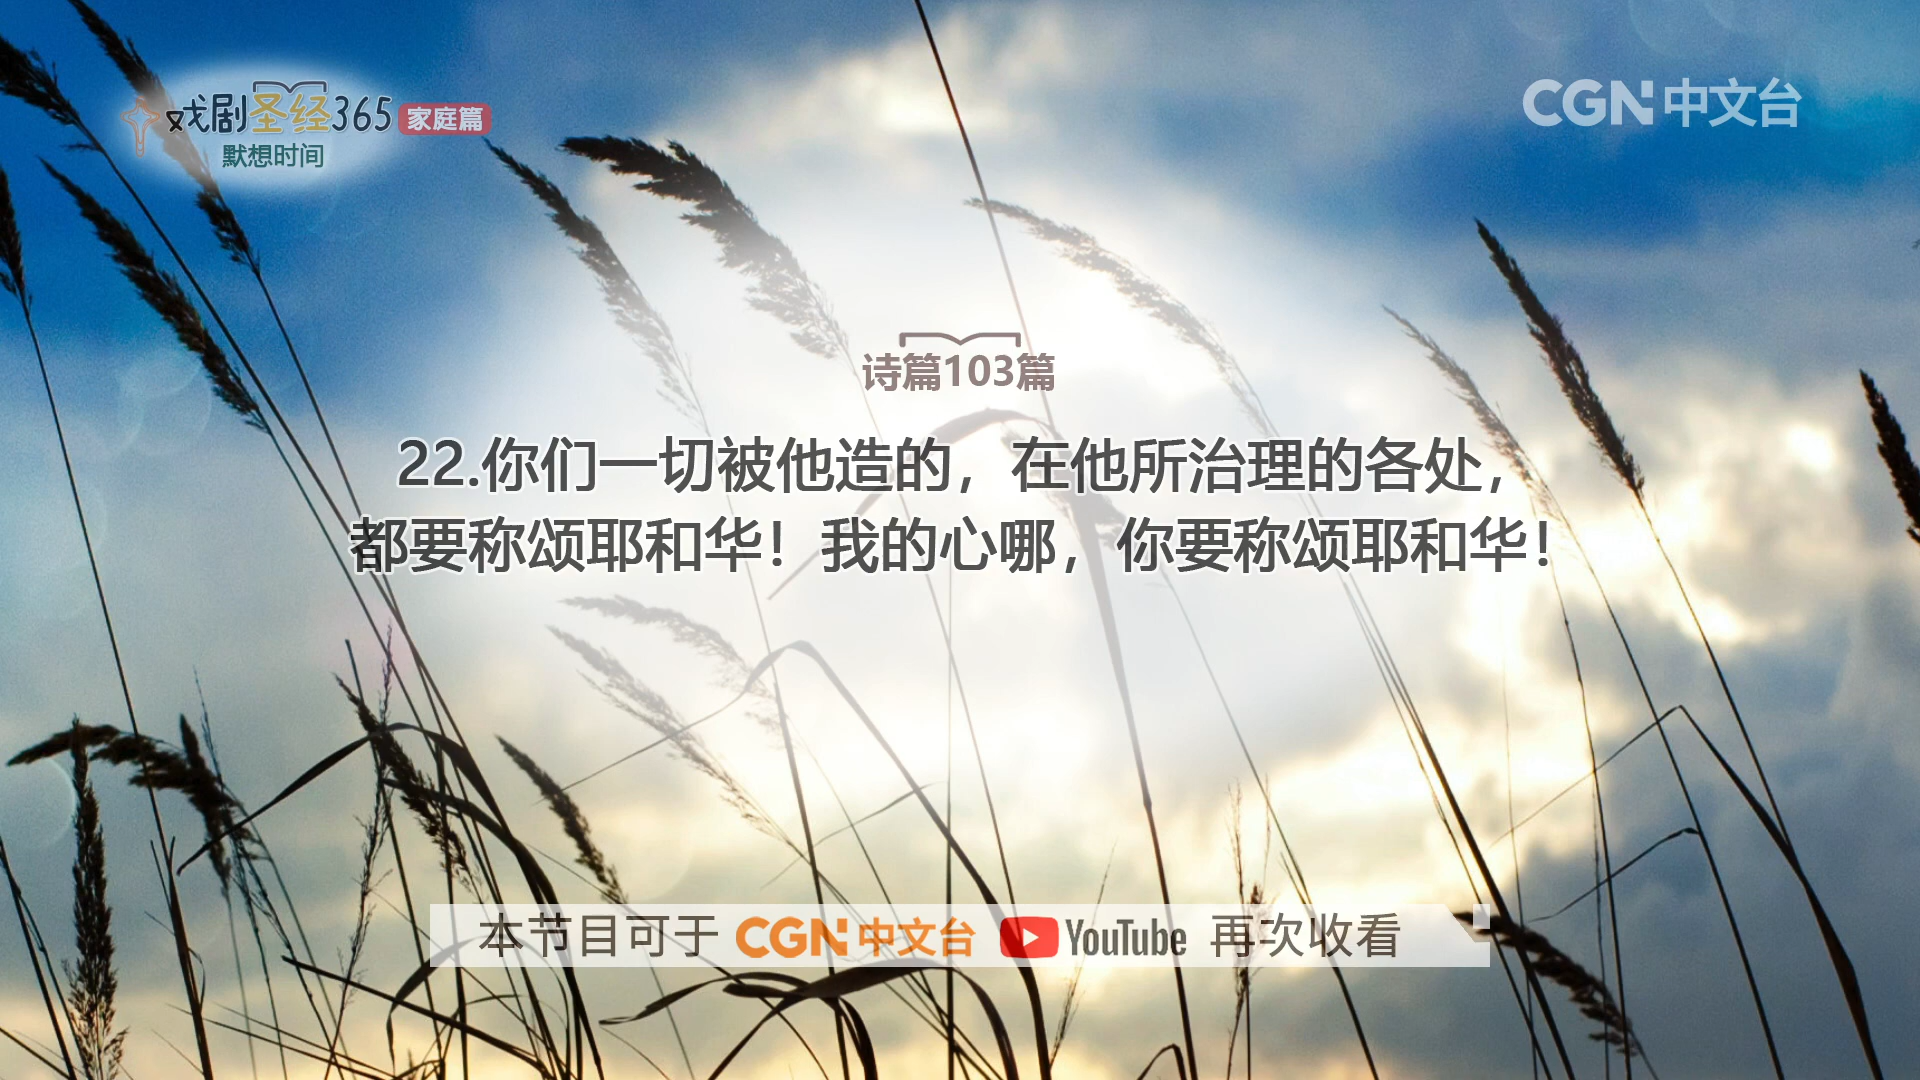 戏剧圣经365 家庭篇
默想时间
CGN中文台
诗篇103篇
22.你们一切被他造的，在他所治理的各处，
都要称颂耶和华！我的心哪，你要称颂耶和华！
本节目可于 CGN中文台 YouTube 再次收看